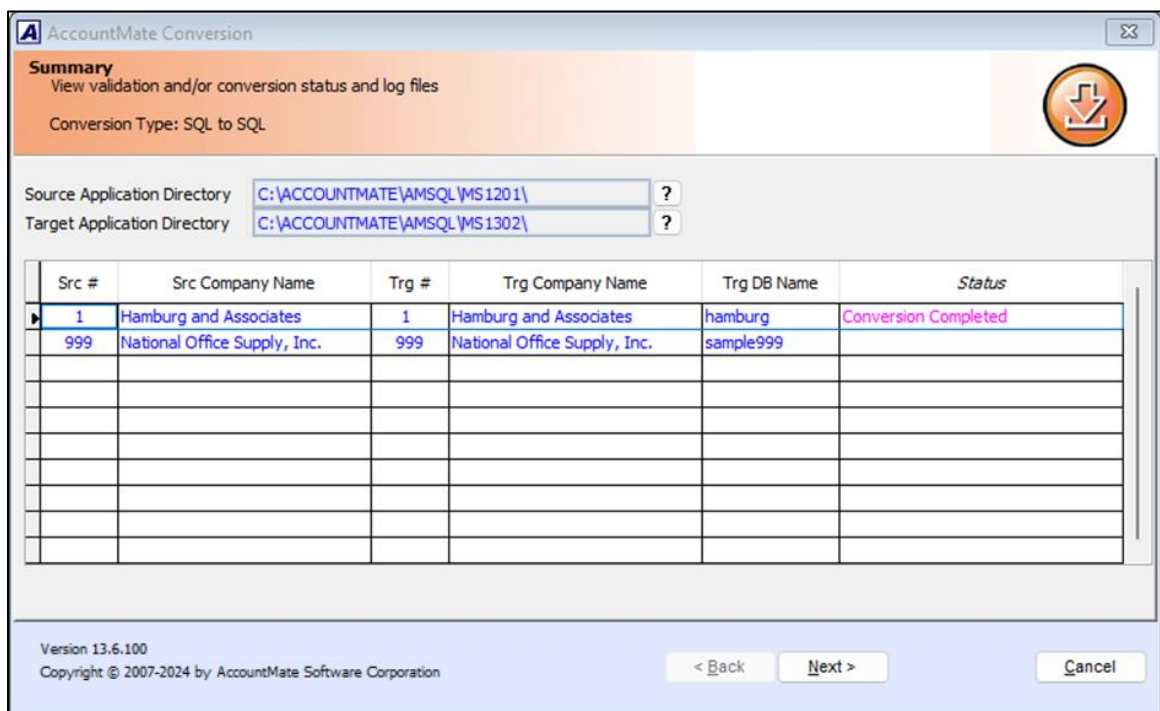 A AccountMate Conversion
Summary
View validation and/or conversion status and log files
Conversion Type: SQL to SQL
Source Application Directory C:\ACCOUNTMATE\AMSQL\MS1201\ ?
Target Application Directory C:\ACCOUNTMATE\AMSQL\MS1302\ ?
Src # Src Company Name Trg # Trg Company Name Trg DB Name Status
1 Hamburg and Associates 1 Hamburg and Associates hamburg Conversion Completed
999 National Office Supply, Inc. 999 National Office Supply, Inc. sample999
Version 13.6.100
Copyright © 2007-2024 by AccountMate Software Corporation
< Back Next > Cancel